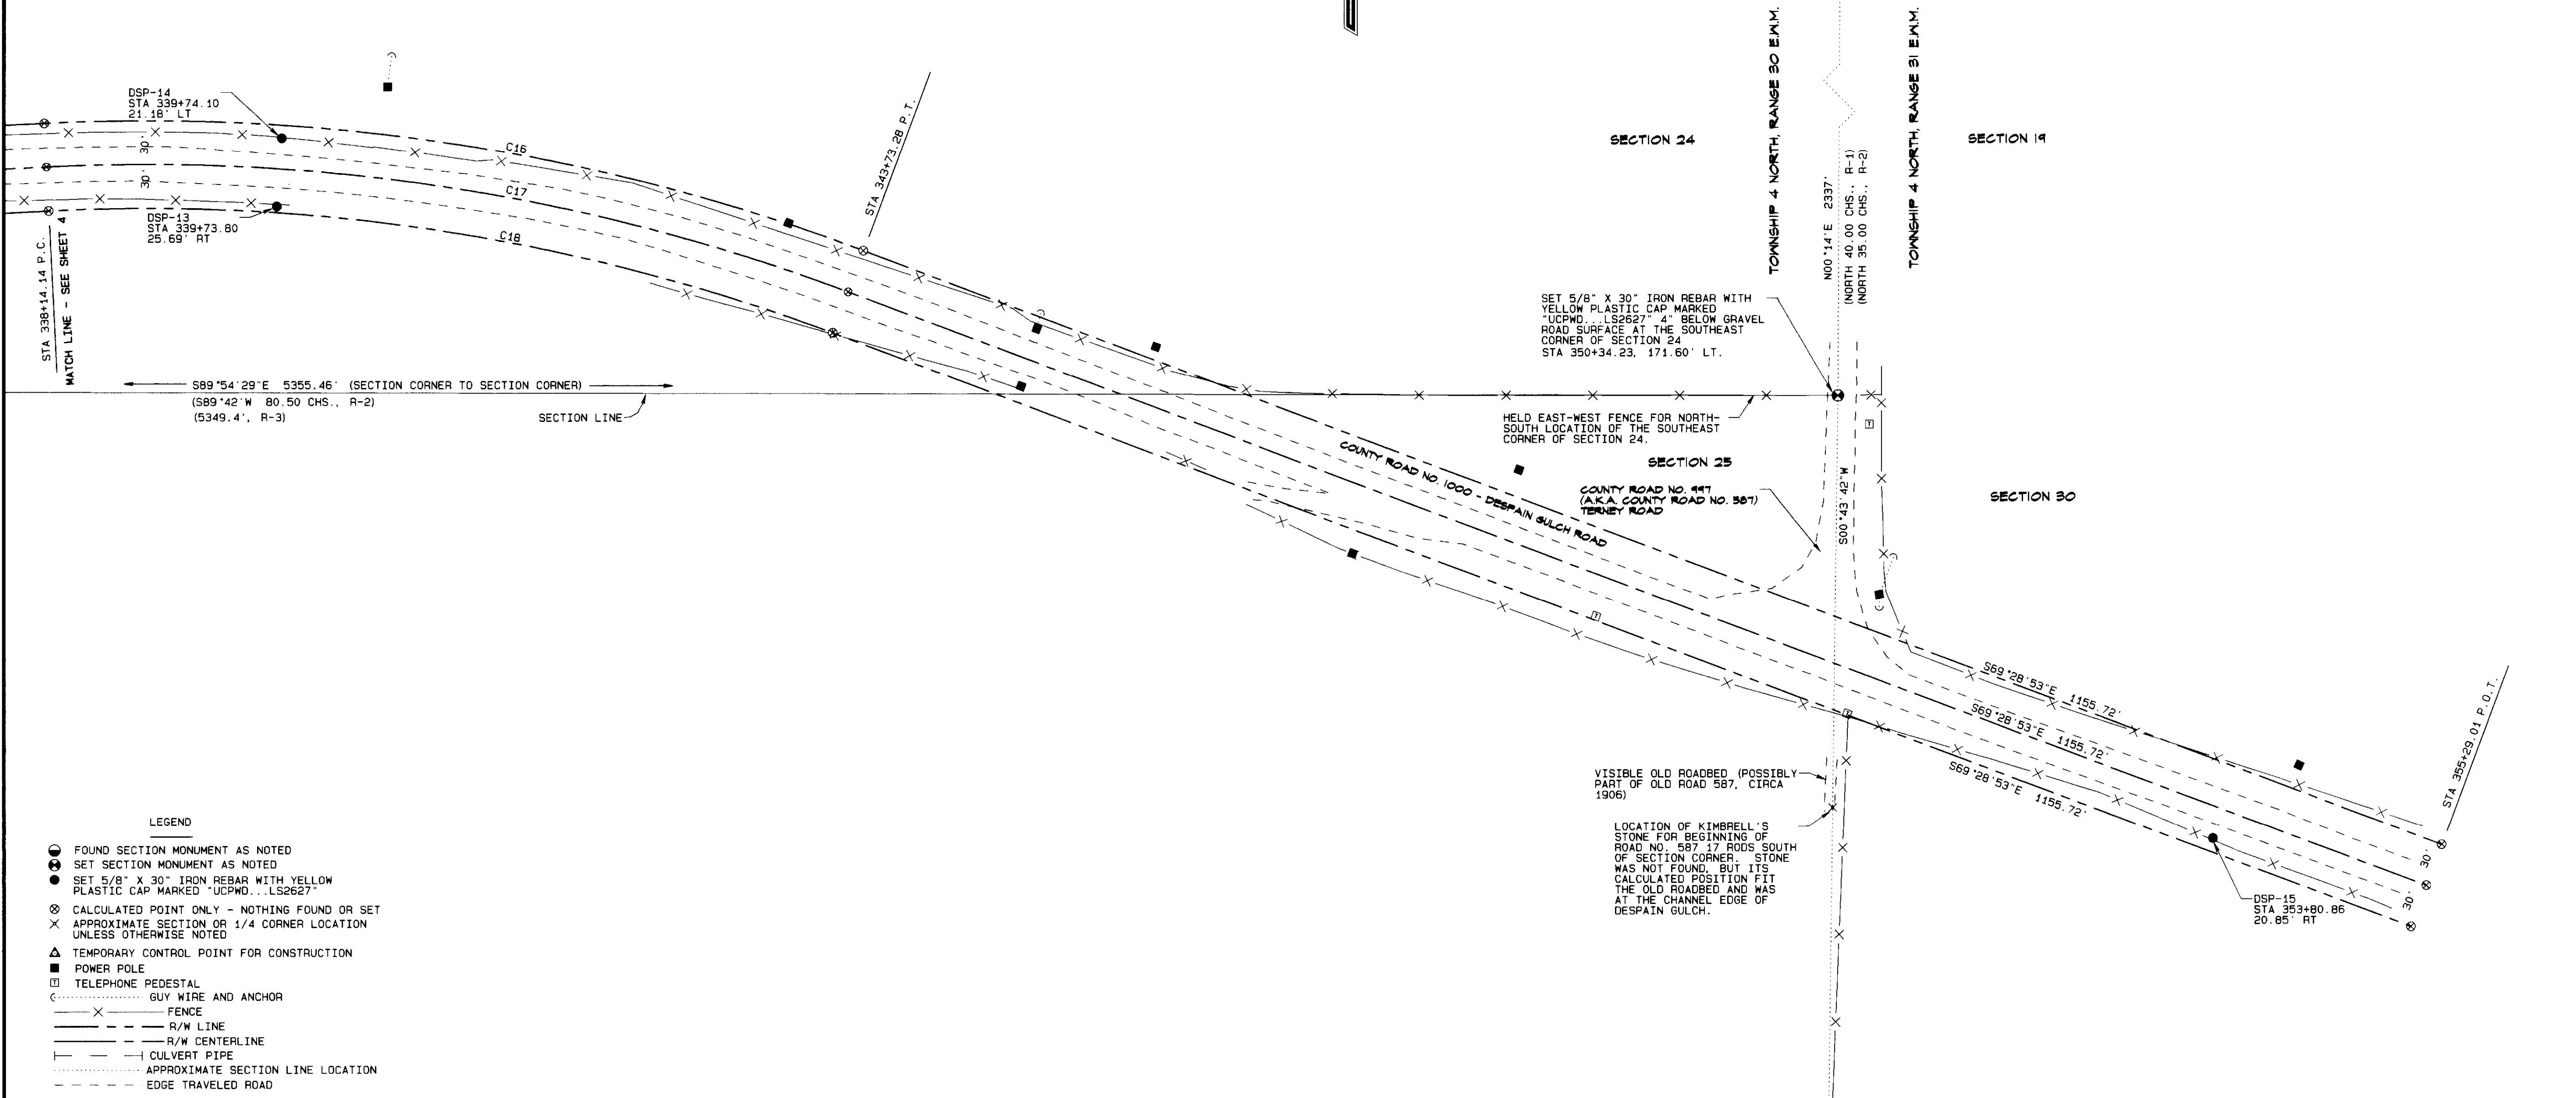 DSP-14
STA 339+74.10
21.18' LT
C16
C17
C18
30'
30'
DSP-13
STA 339+73.80
25.69' RT
STA 338+14.14 P.C.
MATCH LINE - SEE SHEET 4
STA 343+73.28 P.T.
S89°54'29"E 5355.46' (SECTION CORNER TO SECTION CORNER)
(S89°42'W 80.50 CHS., R-2)
(5349.4', R-3)
SECTION LINE
SECTION 24
TOWNSHIP 4 NORTH, RANGE 30 E.W.M.
N00°14'E 2337'
(NORTH 40.00 CHS., R-1)
(NORTH 35.00 CHS., R-2)
TOWNSHIP 4 NORTH, RANGE 31 E.W.M.
SECTION 19
SET 5/8" X 30" IRON REBAR WITH
YELLOW PLASTIC CAP MARKED
"UCPWD...LS2627" 4" BELOW GRAVEL
ROAD SURFACE AT THE SOUTHEAST
CORNER OF SECTION 24
STA 350+34.23, 171.60' LT.
HELD EAST-WEST FENCE FOR NORTH-
SOUTH LOCATION OF THE SOUTHEAST
CORNER OF SECTION 24.
T
SECTION 25
COUNTY ROAD NO. 997
(A.K.A. COUNTY ROAD NO. 587)
TERNEY ROAD
S00°43'42"W
SECTION 30
COUNTY ROAD NO. 1000 - DESPAIN GULCH ROAD
T
T
S69°28'53"E 1155.72'
S69°28'53"E 1155.72'
S69°28'53"E 1155.72'
STA 355+29.01 P.O.T.
30'
30'
DSP-15
STA 353+80.86
20.85' RT
VISIBLE OLD ROADBED (POSSIBLY
PART OF OLD ROAD 587, CIRCA
1906)
LOCATION OF KIMBRELL'S
STONE FOR BEGINNING OF
ROAD NO. 587 17 RODS SOUTH
OF SECTION CORNER. STONE
WAS NOT FOUND, BUT ITS
CALCULATED POSITION FIT
THE OLD ROADBED AND WAS
AT THE CHANNEL EDGE OF
DESPAIN GULCH.
LEGEND
FOUND SECTION MONUMENT AS NOTED
SET SECTION MONUMENT AS NOTED
SET 5/8" X 30" IRON REBAR WITH YELLOW
PLASTIC CAP MARKED "UCPWD...LS2627"
CALCULATED POINT ONLY - NOTHING FOUND OR SET
APPROXIMATE SECTION OR 1/4 CORNER LOCATION
UNLESS OTHERWISE NOTED
TEMPORARY CONTROL POINT FOR CONSTRUCTION
POWER POLE
T TELEPHONE PEDESTAL
GUY WIRE AND ANCHOR
FENCE
R/W LINE
R/W CENTERLINE
CULVERT PIPE
APPROXIMATE SECTION LINE LOCATION
EDGE TRAVELED ROAD